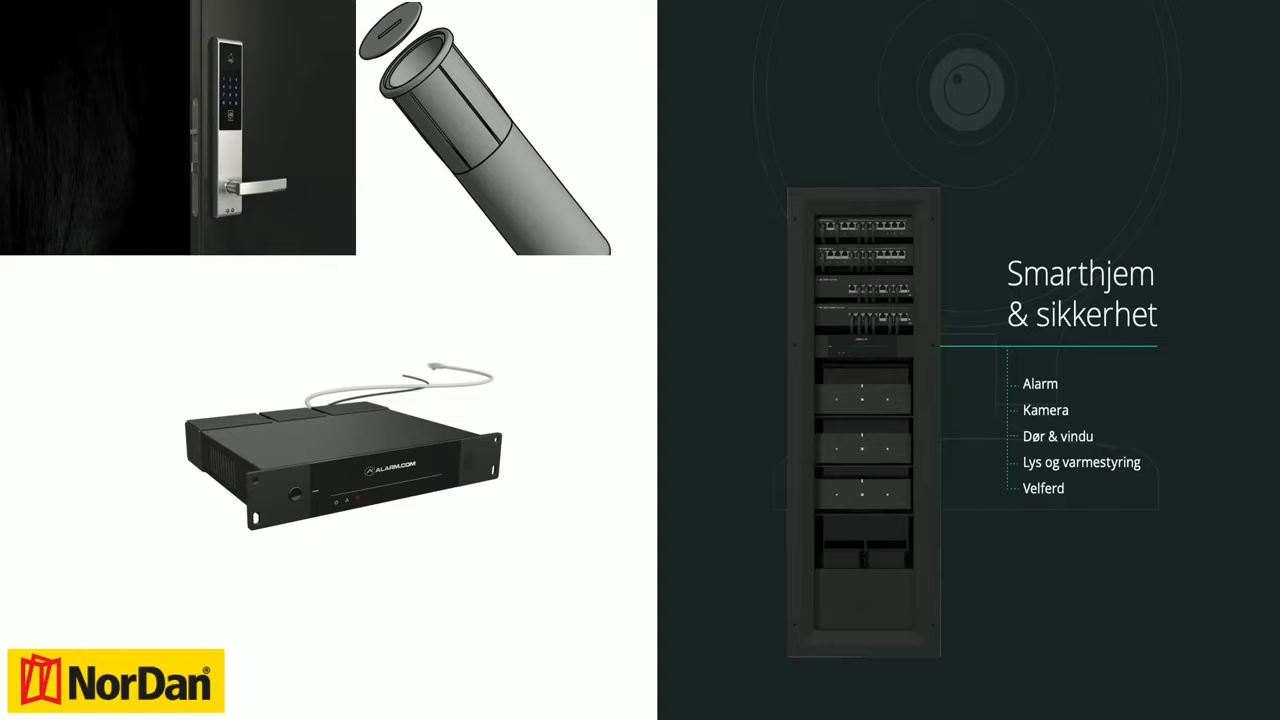 ALARM.COM
NorDan®
Smarthjem
& sikkerhet
Alarm
Kamera
Dør & vindu
Lys og varmestyring
Velferd